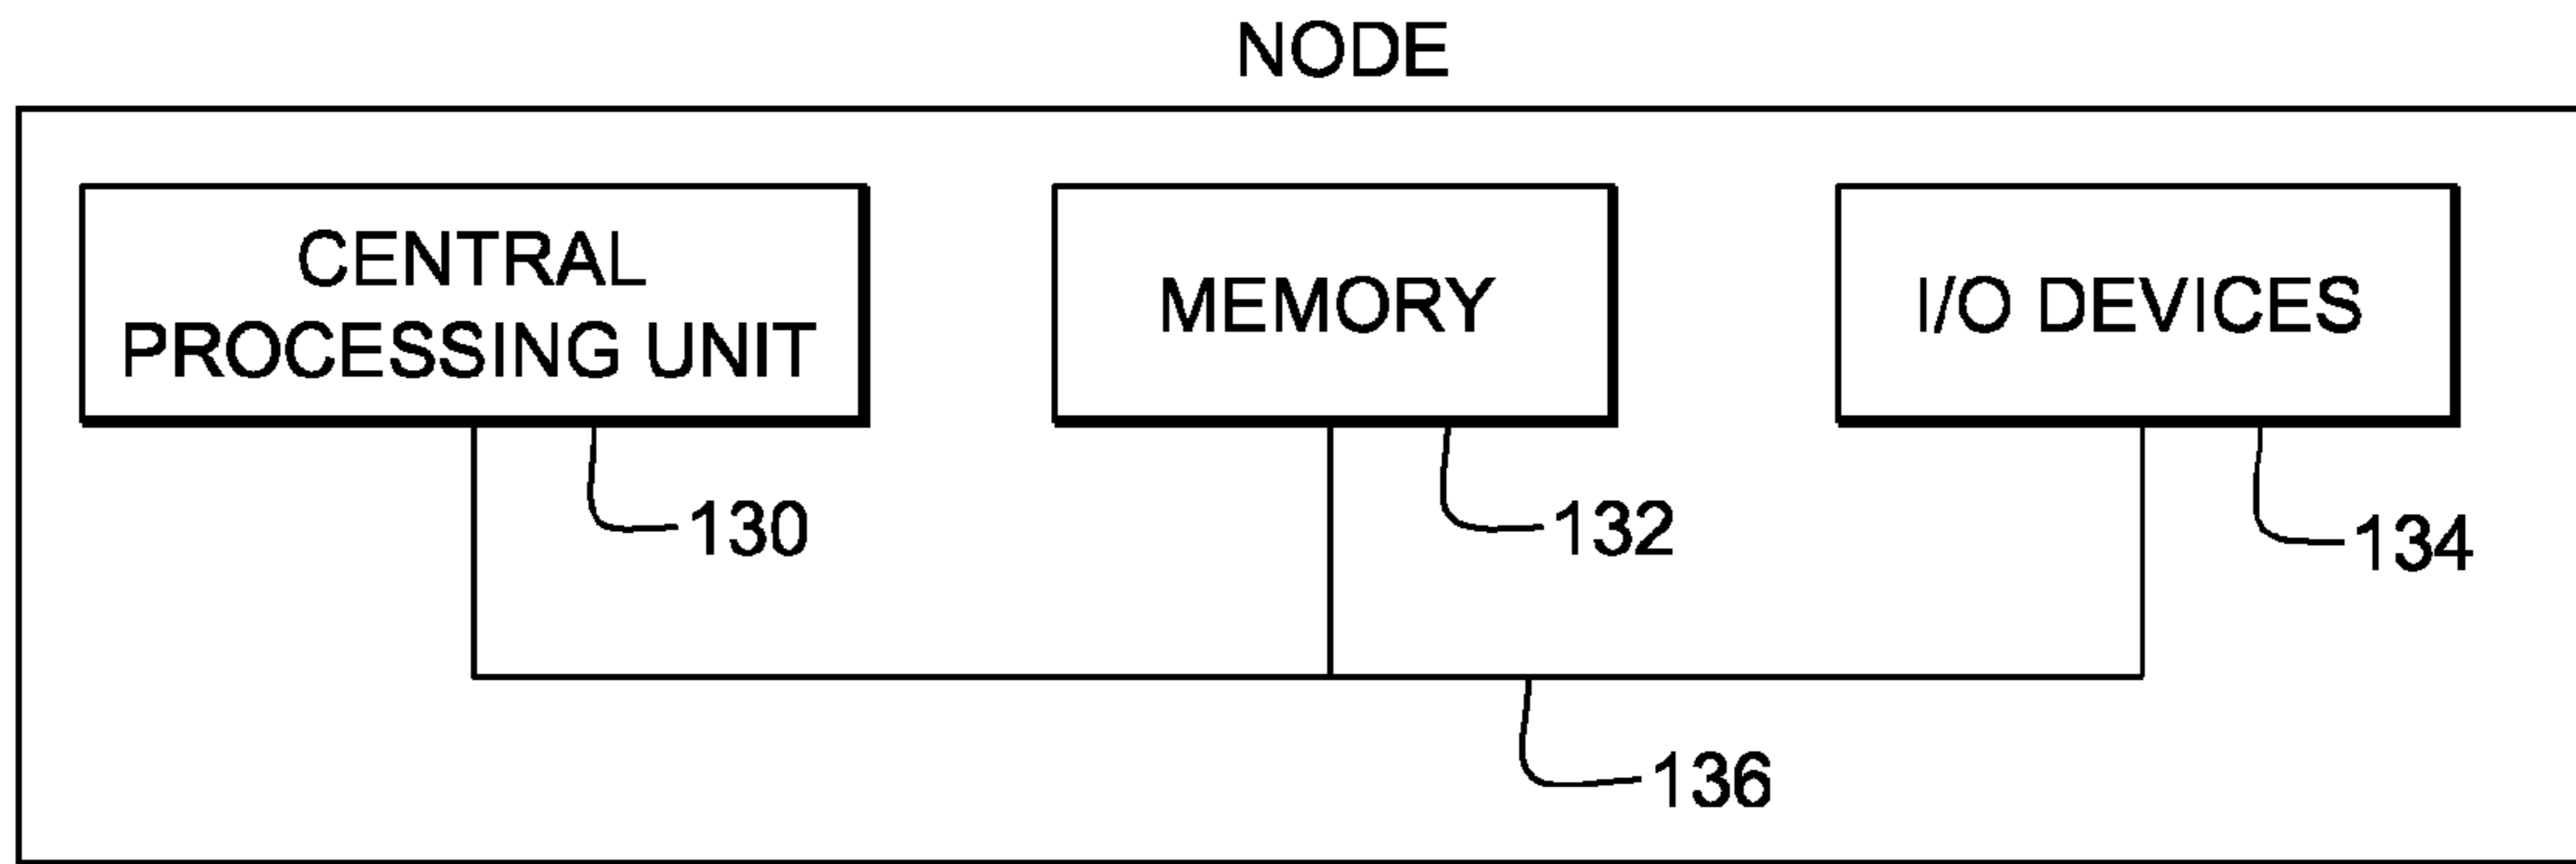 NODE
CENTRAL
PROCESSING UNIT
MEMORY
I/O DEVICES
130
132
134
136